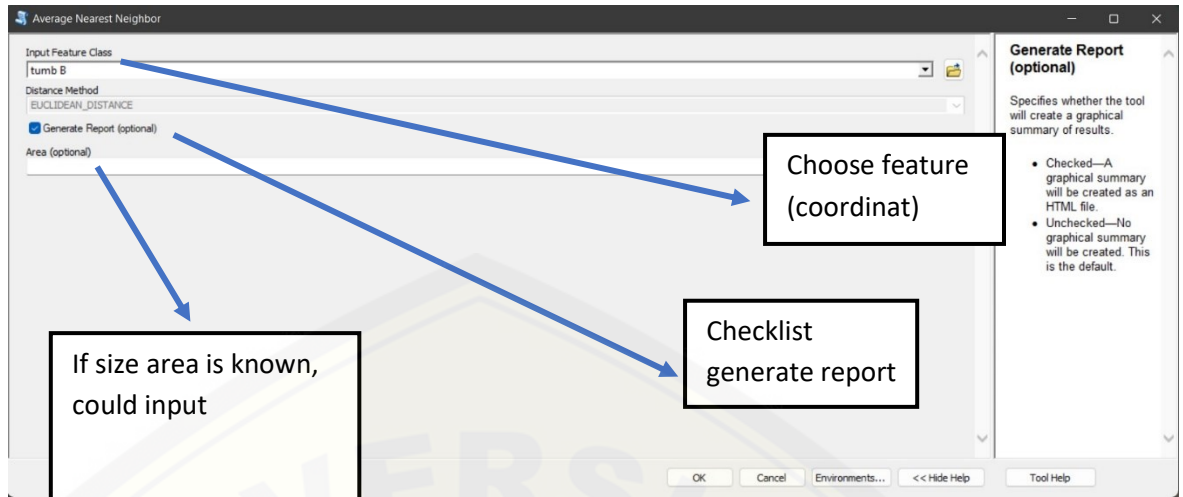 Average Nearest Neighbor
Input Feature Class
tumb B
Distance Method
EUCLIDEAN_DISTANCE
Generate Report (optional)
Area (optional)
Choose feature
(coordinat)
Checklist
generate report
If size area is known,
could input
Generate Report
(optional)
Specifies whether the tool
will create a graphical
summary of results.
• Checked—A
graphical summary
will be created as an
HTML file.
• Unchecked—No
graphical summary
will be created. This
is the default.
OK Cancel Environments... << Hide Help Tool Help